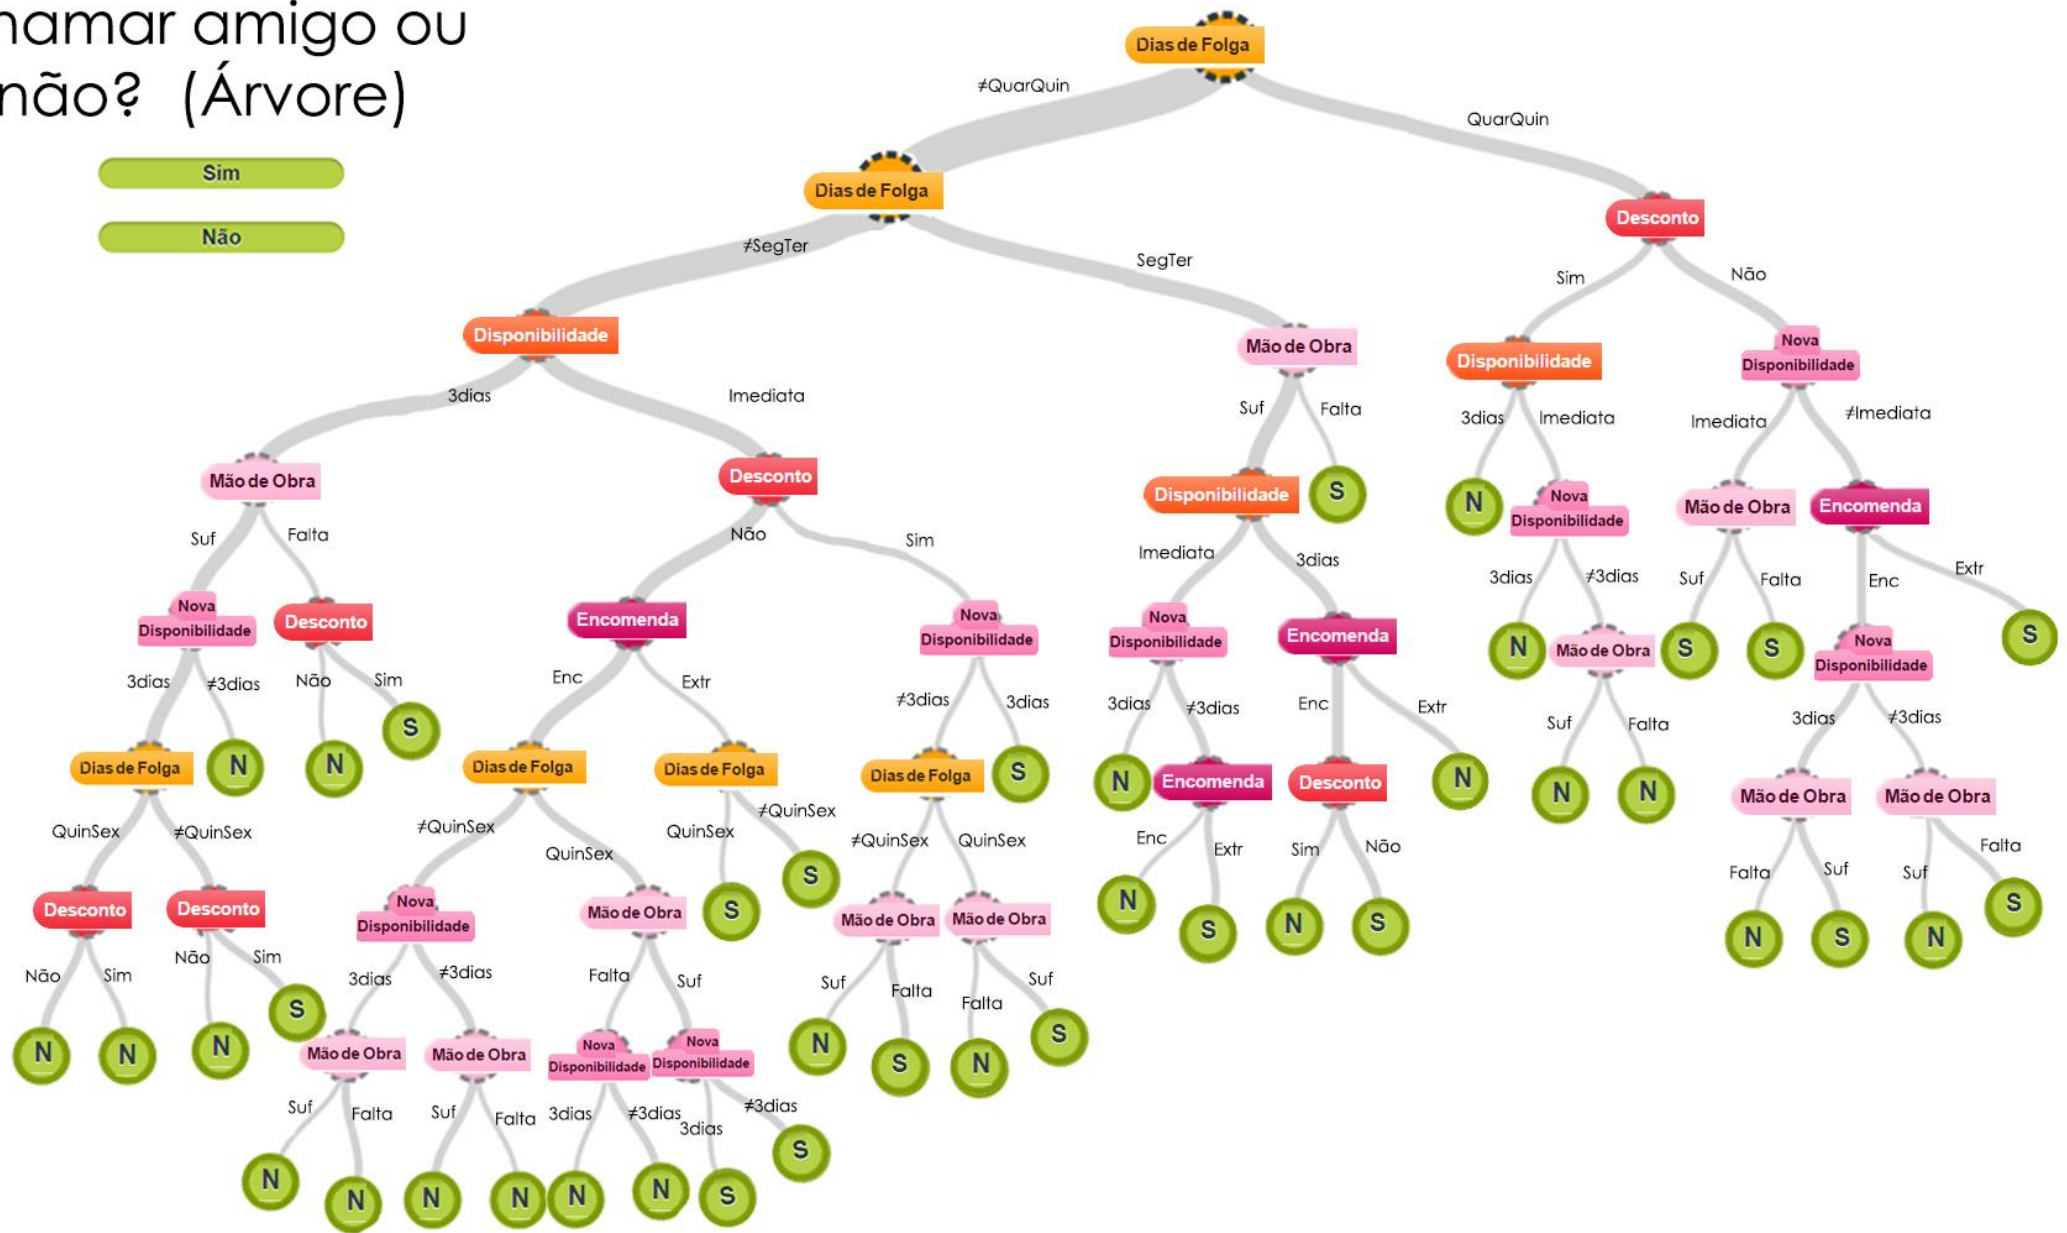 hamar amigo ou
não? (Árvore)
Sim
Não
Dias de Folga
≠QuarQuin
QuarQuin
Dias de Folga
Desconto
≠SegTer
SegTer
Sim
Não
Disponibilidade
Mão de Obra
Disponibilidade
Nova
Disponibilidade
3dias
Imediata
Suf
Falta
3dias
Imediata
Imediata
≠Imediata
Mão de Obra
Desconto
Disponibilidade
S
N
Nova
Disponibilidade
Mão de Obra
Encomenda
Suf
Falta
Não
Sim
Imediata
3dias
3dias
≠3dias
Suf
Falta
Enc
Extr
Nova
Disponibilidade
Desconto
Encomenda
Nova
Disponibilidade
Nova
Disponibilidade
Encomenda
N
Mão de Obra
S
S
Nova
Disponibilidade
S
3dias
≠3dias
Não
Sim
Enc
Extr
≠3dias
3dias
3dias
≠3dias
Enc
Extr
Suf
Falta
3dias
≠3dias
Dias de Folga
N
N
S
Dias de Folga
Dias de Folga
Dias de Folga
S
N
Encomenda
Desconto
N
N
N
Mão de Obra
Mão de Obra
QuinSex
≠QuinSex
≠QuinSex
QuinSex
QuinSex
≠QuinSex
≠QuinSex
QuinSex
Enc
Extr
Sim
Não
Falta
Suf
Suf
Falta
Desconto
Desconto
Nova
Disponibilidade
Mão de Obra
S
S
Mão de Obra
Mão de Obra
N
S
N
S
N
S
N
S
Não
Sim
Não
Sim
3dias
≠3dias
Falta
Suf
Suf
Falta
Falta
Suf
N
N
N
S
Mão de Obra
Mão de Obra
Nova
Disponibilidade
Nova
Disponibilidade
N
S
N
S
Suf
Falta
Suf
Falta
3dias
≠3dias
3dias
≠3dias
N
N
N
N
N
N
S
S